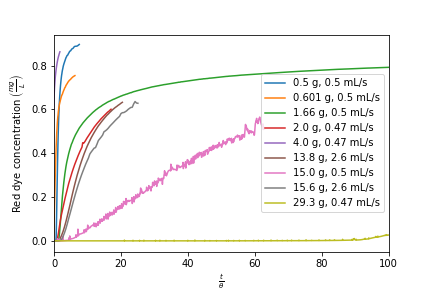 Red dye concentration (mg/L)
0.8
0.6
0.4
0.2
0.0
0 20 40 60 80 100
t/θ
0.5 g, 0.5 mL/s
0.601 g, 0.5 mL/s
1.66 g, 0.5 mL/s
2.0 g, 0.47 mL/s
4.0 g, 0.47 mL/s
13.8 g, 2.6 mL/s
15.0 g, 0.5 mL/s
15.6 g, 2.6 mL/s
29.3 g, 0.47 mL/s